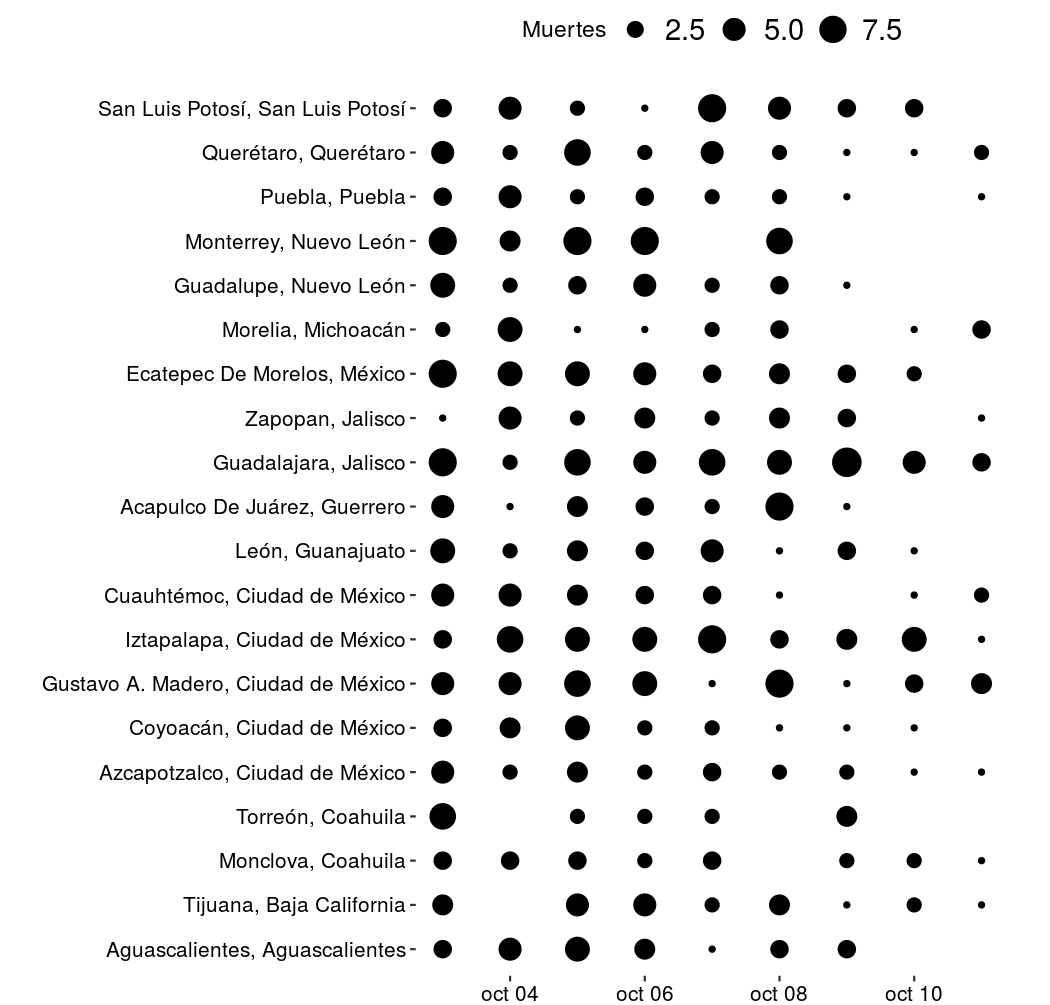 Muertes 2.5 5.0 7.5
San Luis Potosí, San Luis Potosí
Querétaro, Querétaro
Puebla, Puebla
Monterrey, Nuevo León
Guadalupe, Nuevo León
Morelia, Michoacán
Ecatepec De Morelos, México
Zapopan, Jalisco
Guadalajara, Jalisco
Acapulco De Juárez, Guerrero
León, Guanajuato
Cuauhtémoc, Ciudad de México
Iztapalapa, Ciudad de México
Gustavo A. Madero, Ciudad de México
Coyoacán, Ciudad de México
Azcapotzalco, Ciudad de México
Torreón, Coahuila
Monclova, Coahuila
Tijuana, Baja California
Aguascalientes, Aguascalientes
oct 04 oct 06 oct 08 oct 10